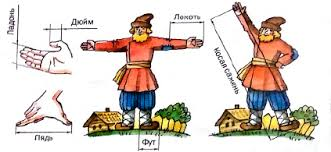 Ладонь
Дюйм
Локоть
Косая сажень
Пядь
Фут